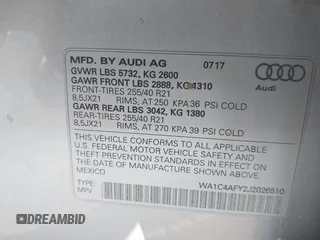 MFD. BY AUDI AG 0717
GVWR LBS 5732, KG 2600
GAWR FRONT LBS 2888, KG 1310
FRONT-TIRES 255/40 R21
8,5JX21 RIMS, AT 250 KPA 36 PSI COLD
GAWR REAR LBS 3042, KG 1380
REAR-TIRES 255/40 R21
8,5JX21 RIMS, AT 270 KPA 39 PSI COLD
THIS VEHICLE CONFORMS TO ALL APPLICABLE
U.S. FEDERAL MOTOR VEHICLE SAFETY AND
THEFT PREVENTION STANDARDS IN EFFECT ON
THE DATE OF MANUFACTURE SHOWN ABOVE.
MEXICO
Audi
TYPE: WA1C4AFY2J2026510
MPV